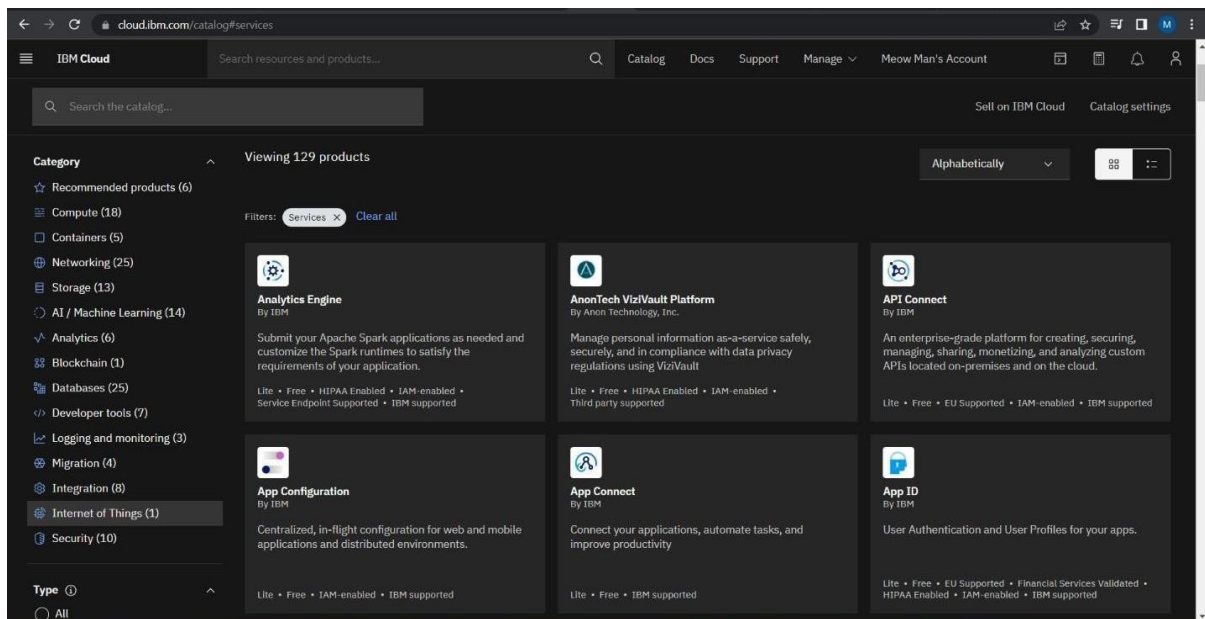 cloud.ibm.com/catalog#services
M
IBM Cloud
Search resources and products...
Catalog
Docs
Support
Manage
Meow Man's Account
Search the catalog...
Sell on IBM Cloud
Catalog settings
Category
Recommended products (6)
Compute (18)
Containers (5)
Networking (25)
Storage (13)
AI / Machine Learning (14)
Analytics (6)
Blockchain (1)
Databases (25)
Developer tools (7)
Logging and monitoring (3)
Migration (4)
Integration (8)
Internet of Things (1)
Security (10)
Type
All
Viewing 129 products
Alphabetically
Filters: Services × Clear all
Analytics Engine
By IBM
Submit your Apache Spark applications as needed and
customize the Spark runtimes to satisfy the
requirements of your application.
Lite • Free • HIPAA Enabled • IAM-enabled •
Service Endpoint Supported • IBM supported
AnonTech ViziVault Platform
By Anon Technology, Inc.
Manage personal information as-a-service safely,
securely, and in compliance with data privacy
regulations using ViziVault
Lite • Free • HIPAA Enabled • IAM-enabled •
Third party supported
API Connect
By IBM
An enterprise-grade platform for creating, securing,
managing, sharing, monetizing, and analyzing custom
APIs located on-premises and on the cloud.
Lite • Free • EU Supported • IAM-enabled • IBM supported
App Configuration
By IBM
Centralized, in-flight configuration for web and mobile
applications and distributed environments.
Lite • Free • IAM-enabled • IBM supported
App Connect
By IBM
Connect your applications, automate tasks, and
improve productivity
Lite • Free • IBM supported
App ID
By IBM
User Authentication and User Profiles for your apps.
Lite • Free • EU Supported • Financial Services Validated •
HIPAA Enabled • IAM-enabled • IBM supported